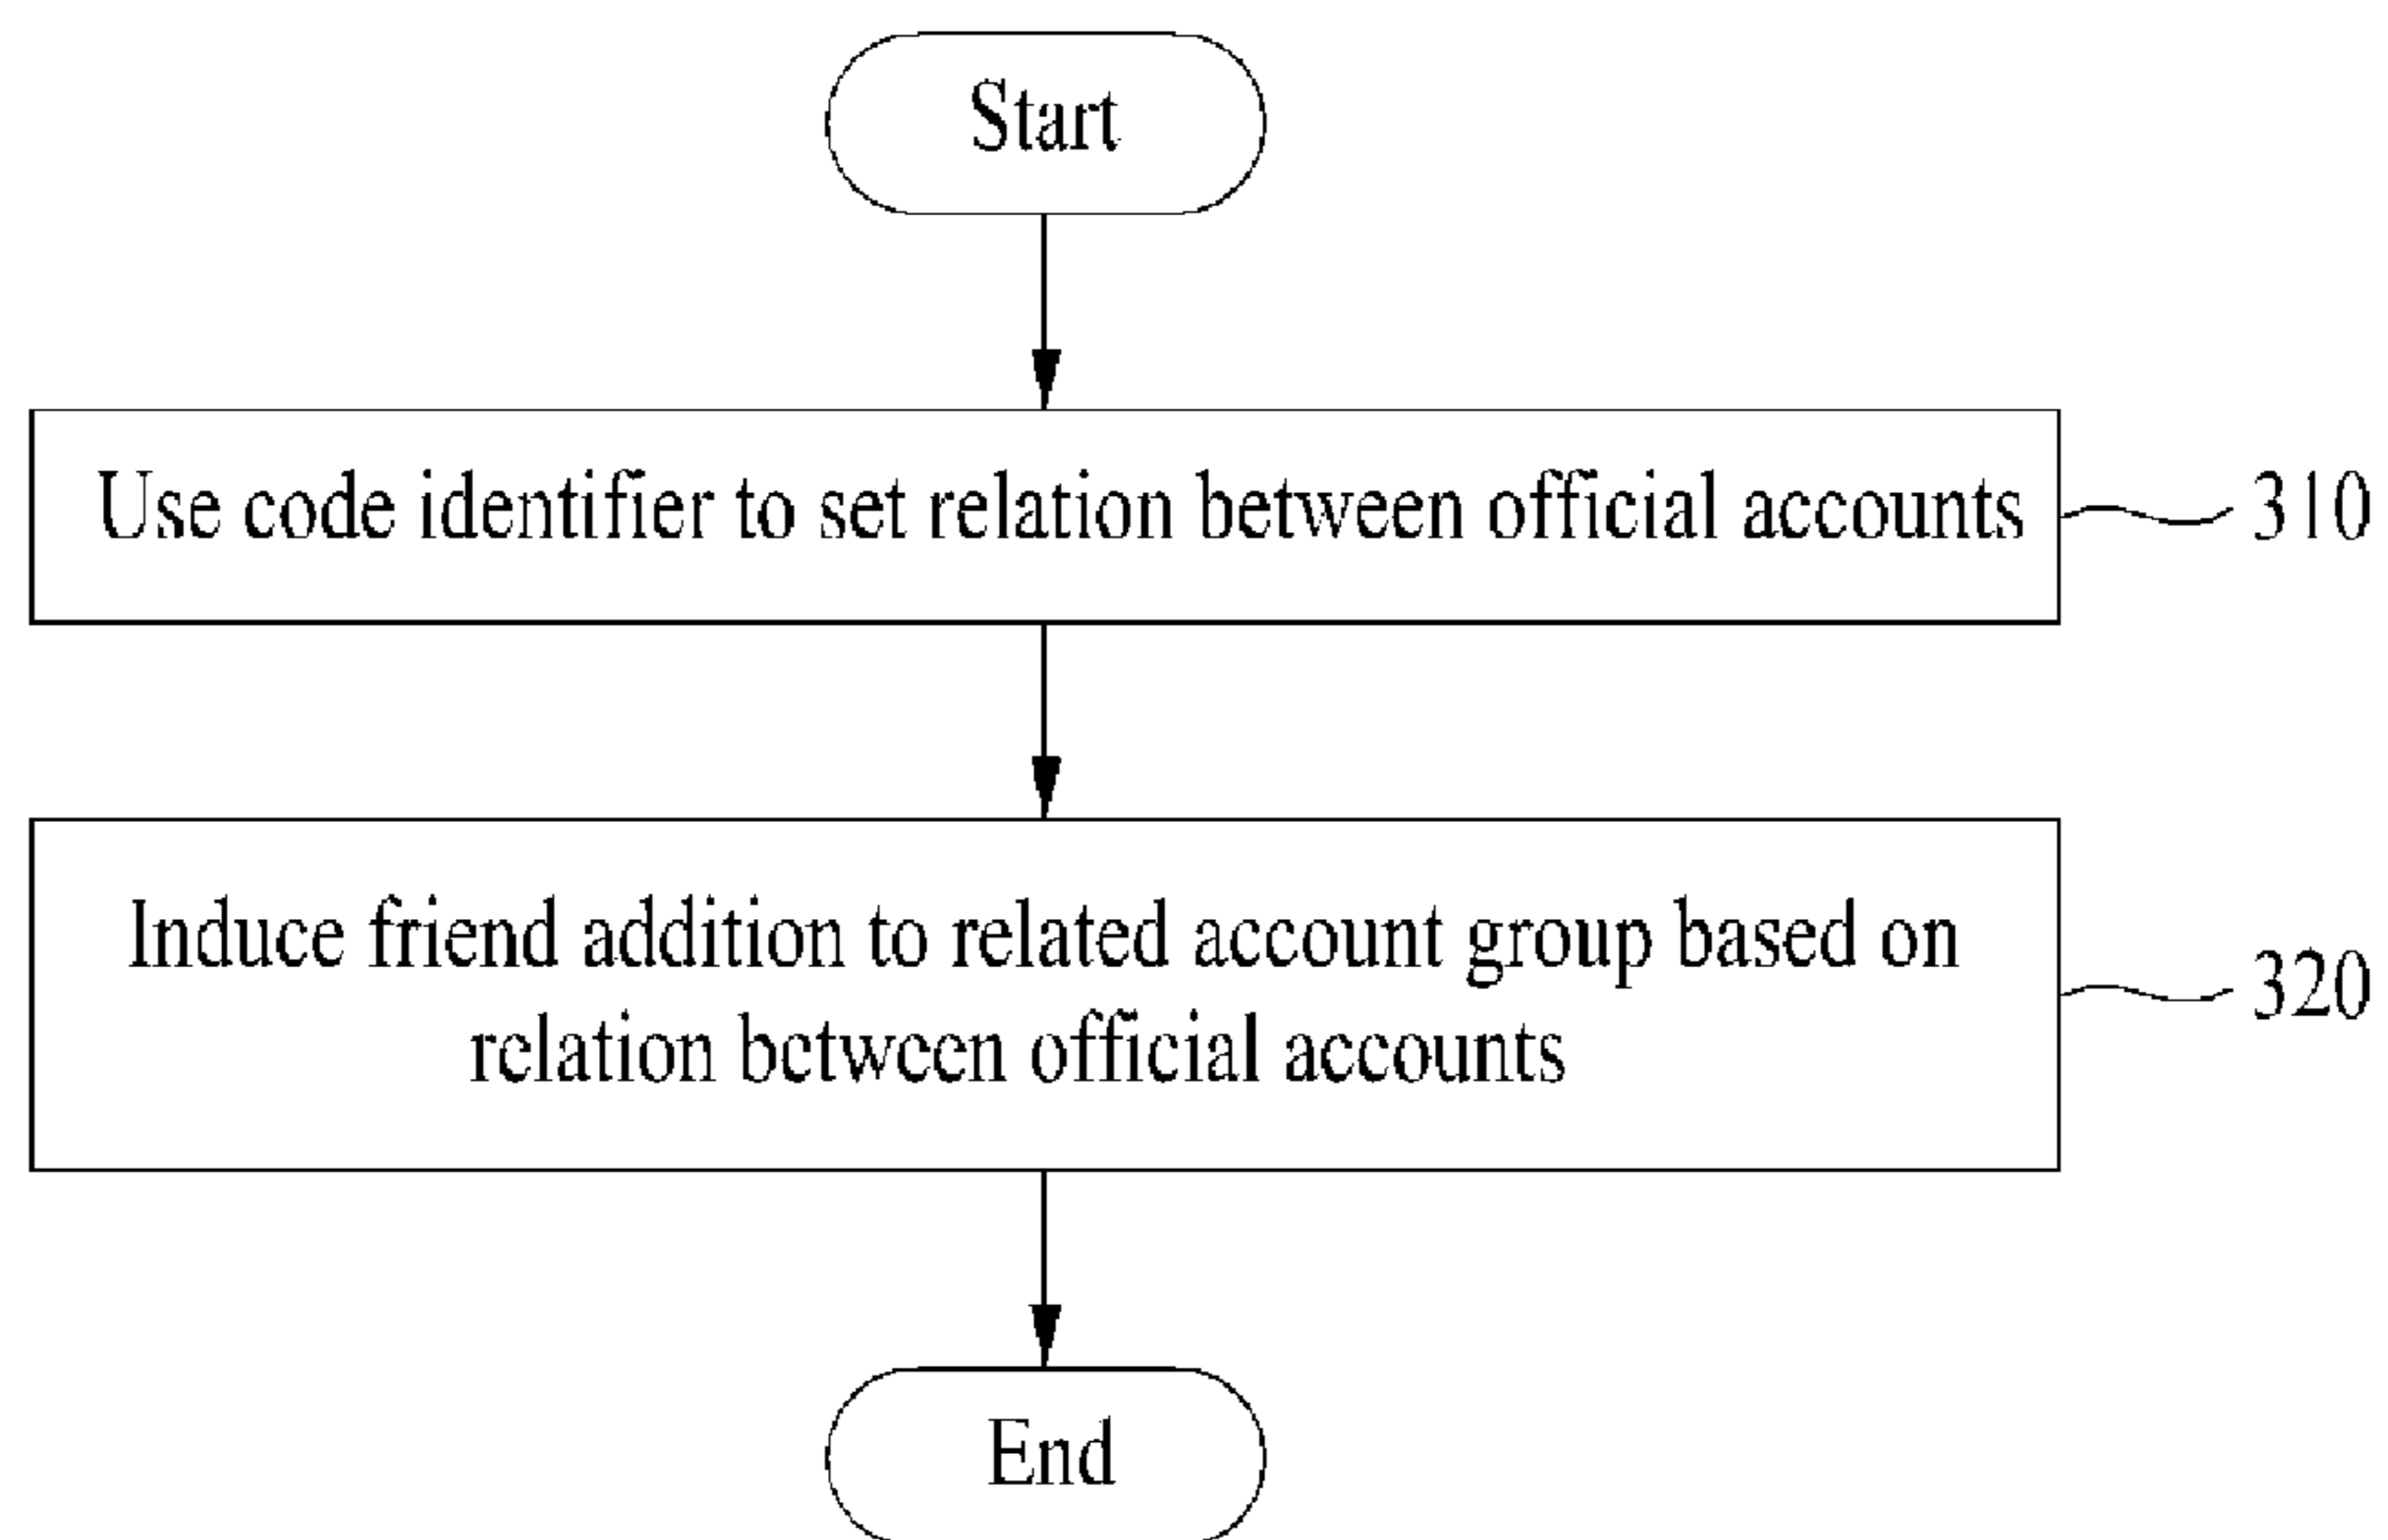 Start
Use code identifier to set relation between official accounts
310
Induce friend addition to related account group based on
relation between official accounts
320
End